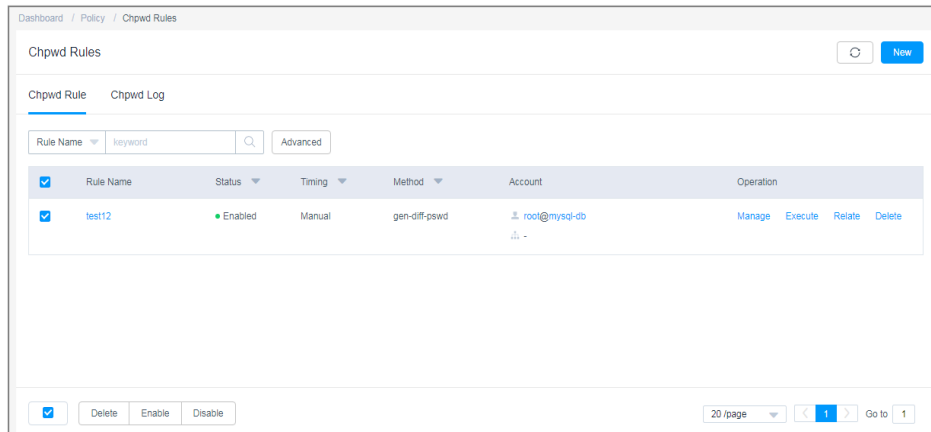 Dashboard / Policy / Chpwd Rules
Chpwd Rules New
Chpwd Rule Chpwd Log
Rule Name keyword Advanced
Rule Name Status Timing Method Account Operation
test12 Enabled Manual gen-diff-pswd root@mysql-db Manage Execute Relate Delete
-
Delete Enable Disable 20 /page < 1 > Go to 1